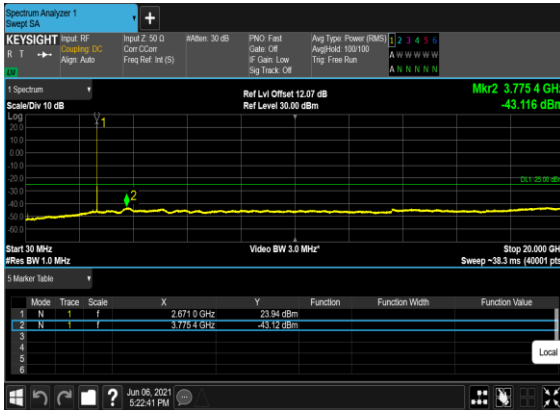 Spectrum Analyzer 1
Swept SA
+
KEYSIGHT
R T
LXI
Input: RF
Coupling: DC
Align: Auto
Input Z: 50 Ω
Corr CCorr
Freq Ref: Int (S)
#Atten: 30 dB
PNO: Fast
Gate: Off
IF Gain: Low
Sig Track: Off
Avg Type: Power (RMS)
Avg|Hold: 100/100
Trig: Free Run
1 2 3 4 5 6
A W W W W W
A N N N N N
1 Spectrum
Scale/Div 10 dB
Ref Lvl Offset 12.07 dB
Ref Level 30.00 dBm
Mkr2 3.775 4 GHz
-43.116 dBm
Log
20.0
10.0
0.00
-10.0
-20.0
-30.0
-40.0
-50.0
-60.0
1
2
DL1 -25.00 dBm
Start 30 MHz
#Res BW 1.0 MHz
Video BW 3.0 MHz*
Stop 20.000 GHz
Sweep ~38.3 ms (40001 pts)
5 Marker Table
Mode Trace Scale X Y Function Function Width Function Value
1 N 1 f 2.671 0 GHz 23.94 dBm
2 N 1 f 3.775 4 GHz -43.12 dBm
3
4
5
6
Local
?
Jun 06, 2021
5:22:41 PM